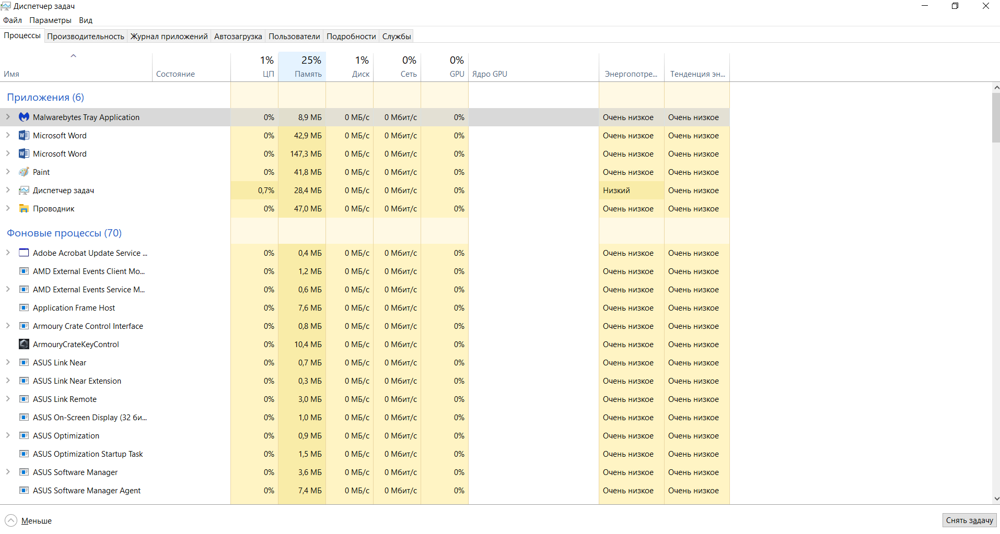 Диспетчер задач
Файл Параметры Вид
Процессы Производительность Журнал приложений Автозагрузка Пользователи Подробности Службы
1% 25% 1% 0% 0%
Имя Состояние ЦП Память Диск Сеть GPU Ядро GPU Энергопотре... Тенденция эн...
Приложения (6)
Malwarebytes Tray Application 0% 8,9 МБ 0 МБ/с 0 Мбит/с 0% Очень низкое Очень низкое
Microsoft Word 0% 42,9 МБ 0 МБ/с 0 Мбит/с 0% Очень низкое Очень низкое
Microsoft Word 0% 147,3 МБ 0 МБ/с 0 Мбит/с 0% Очень низкое Очень низкое
Paint 0% 41,8 МБ 0 МБ/с 0 Мбит/с 0% Очень низкое Очень низкое
Диспетчер задач 0,7% 28,4 МБ 0 МБ/с 0 Мбит/с 0% Низкий Очень низкое
Проводник 0% 47,0 МБ 0 МБ/с 0 Мбит/с 0% Очень низкое Очень низкое
Фоновые процессы (70)
Adobe Acrobat Update Service ... 0% 0,4 МБ 0 МБ/с 0 Мбит/с 0% Очень низкое Очень низкое
AMD External Events Client Mo... 0% 1,2 МБ 0 МБ/с 0 Мбит/с 0% Очень низкое Очень низкое
AMD External Events Service M... 0% 0,6 МБ 0 МБ/с 0 Мбит/с 0% Очень низкое Очень низкое
Application Frame Host 0% 7,6 МБ 0 МБ/с 0 Мбит/с 0% Очень низкое Очень низкое
Armoury Crate Control Interface 0% 0,8 МБ 0 МБ/с 0 Мбит/с 0% Очень низкое Очень низкое
ArmouryCrateKeyControl 0% 10,4 МБ 0 МБ/с 0 Мбит/с 0% Очень низкое Очень низкое
ASUS Link Near 0% 0,7 МБ 0 МБ/с 0 Мбит/с 0% Очень низкое Очень низкое
ASUS Link Near Extension 0% 0,3 МБ 0 МБ/с 0 Мбит/с 0% Очень низкое Очень низкое
ASUS Link Remote 0% 3,0 МБ 0 МБ/с 0 Мбит/с 0% Очень низкое Очень низкое
ASUS On-Screen Display (32 би... 0% 1,0 МБ 0 МБ/с 0 Мбит/с 0% Очень низкое Очень низкое
ASUS Optimization 0% 0,9 МБ 0 МБ/с 0 Мбит/с 0% Очень низкое Очень низкое
ASUS Optimization Startup Task 0% 1,5 МБ 0 МБ/с 0 Мбит/с 0% Очень низкое Очень низкое
ASUS Software Manager 0% 3,6 МБ 0 МБ/с 0 Мбит/с 0% Очень низкое Очень низкое
ASUS Software Manager Agent 0% 7,4 МБ 0 МБ/с 0 Мбит/с 0% Очень низкое Очень низкое
Меньше Снять задачу